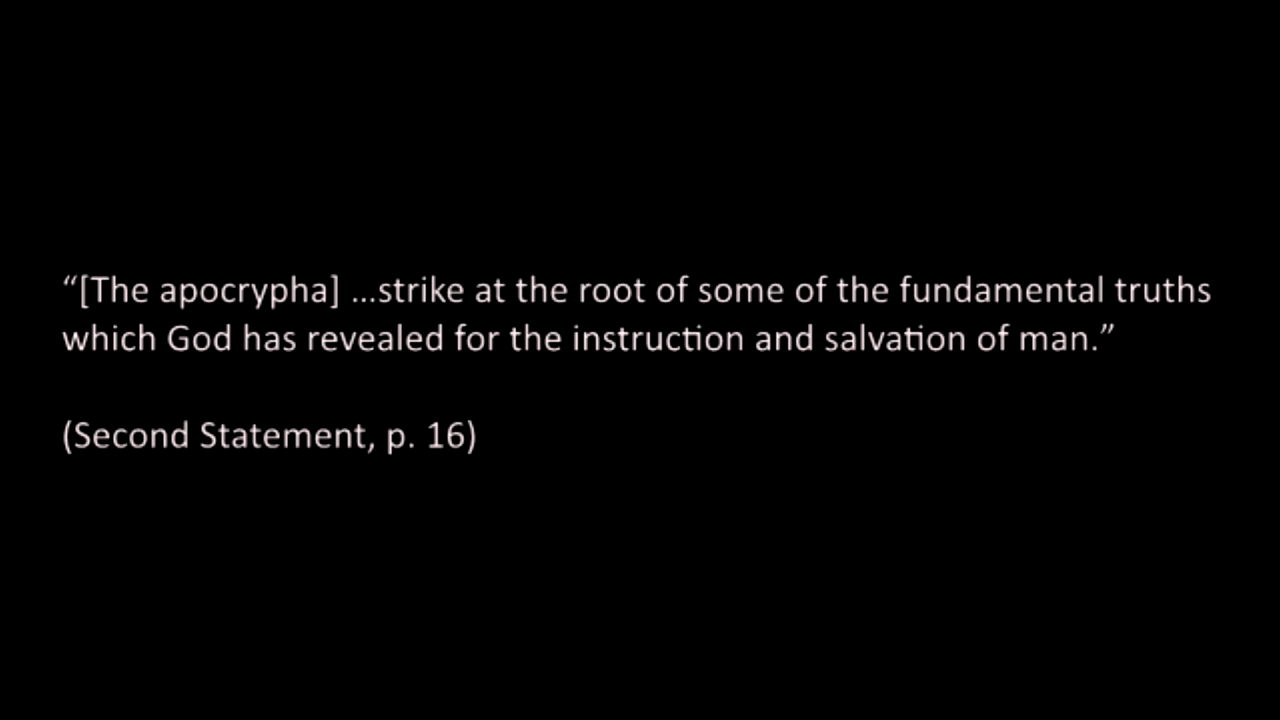 “[The apocrypha] ...strike at the root of some of the fundamental truths
which God has revealed for the instruction and salvation of man.”
(Second Statement, p. 16)